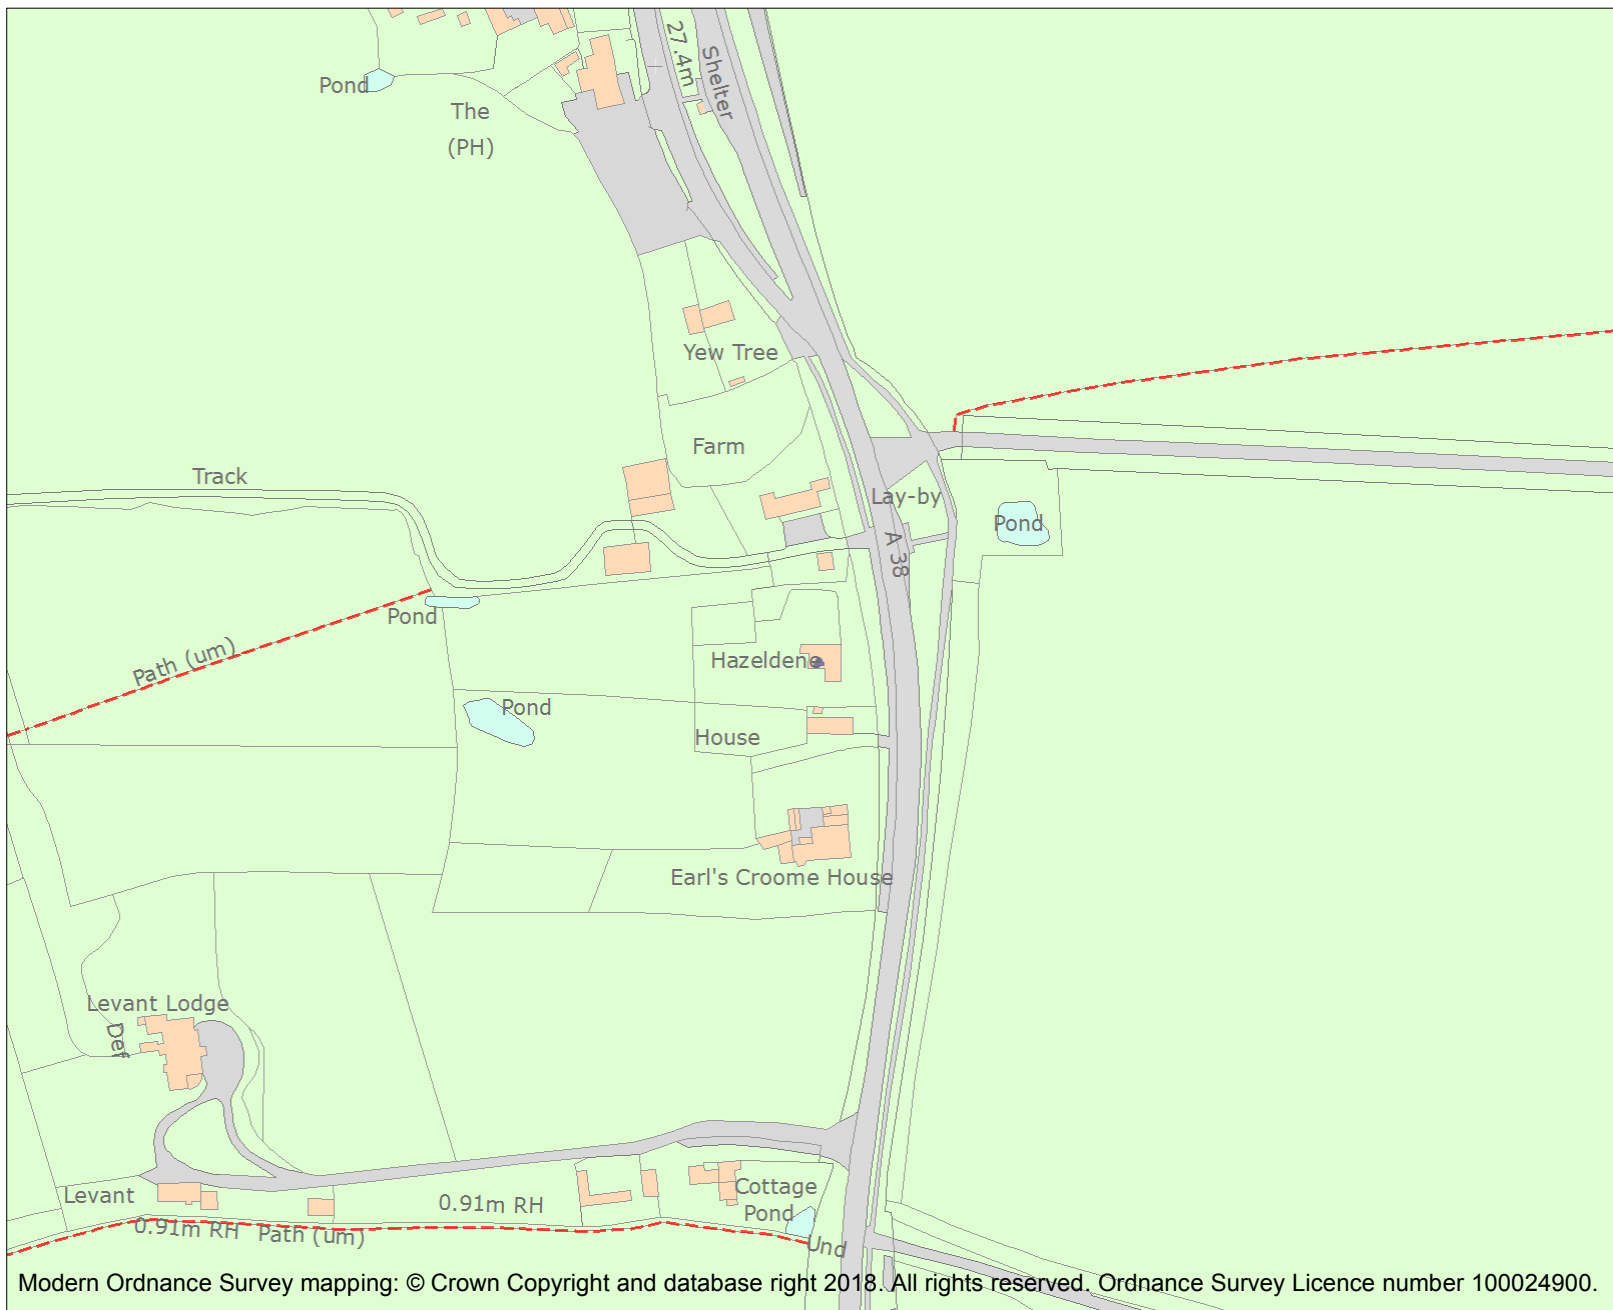 27.4m
Shelter
Pond
The
(PH)
Yew Tree
Farm
Track
Lay-by
Pond
A 38
Pond
Path (um)
Hazeldene
Pond
House
Earl's Croome House
Levant Lodge
Def
Levant
0.91m RH
Cottage
Pond
0.91m RH
Path (um)
Und
Modern Ordnance Survey mapping: © Crown Copyright and database right 2018. All rights reserved. Ordnance Survey Licence number 100024900.